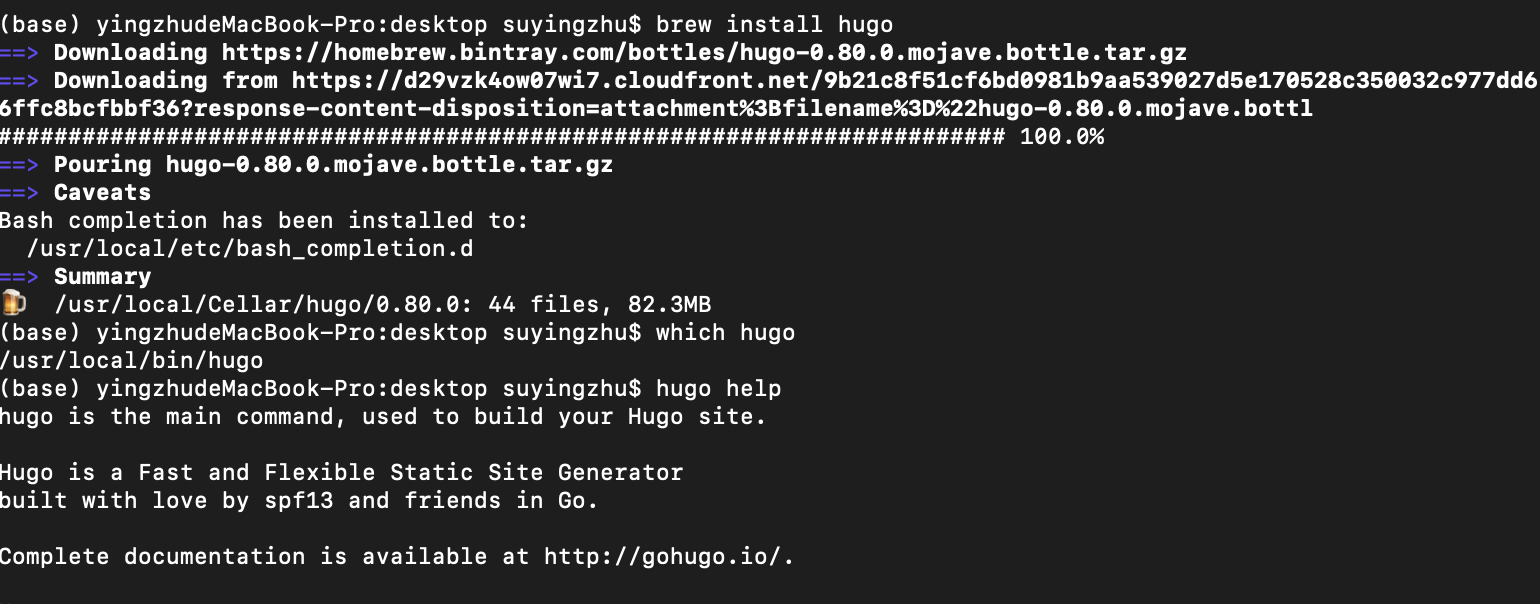 (base) yingzhudeMacBook-Pro:desktop suyingzhu$ brew install hugo
==> Downloading https://homebrew.bintray.com/bottles/hugo-0.80.0.mojave.bottle.tar.gz
==> Downloading from https://d29vzk4ow07wi7.cloudfront.net/9b21c8f51cf6bd0981b9aa539027d5e170528c350032c977dd6
6ffc8bcfbbf36?response-content-disposition=attachment%3Bfilename%3D%22hugo-0.80.0.mojave.bottl
######################################################################## 100.0%
==> Pouring hugo-0.80.0.mojave.bottle.tar.gz
==> Caveats
Bash completion has been installed to:
  /usr/local/etc/bash_completion.d
==> Summary
🍺  /usr/local/Cellar/hugo/0.80.0: 44 files, 82.3MB
(base) yingzhudeMacBook-Pro:desktop suyingzhu$ which hugo
/usr/local/bin/hugo
(base) yingzhudeMacBook-Pro:desktop suyingzhu$ hugo help
hugo is the main command, used to build your Hugo site.

Hugo is a Fast and Flexible Static Site Generator
built with love by spf13 and friends in Go.

Complete documentation is available at http://gohugo.io/.